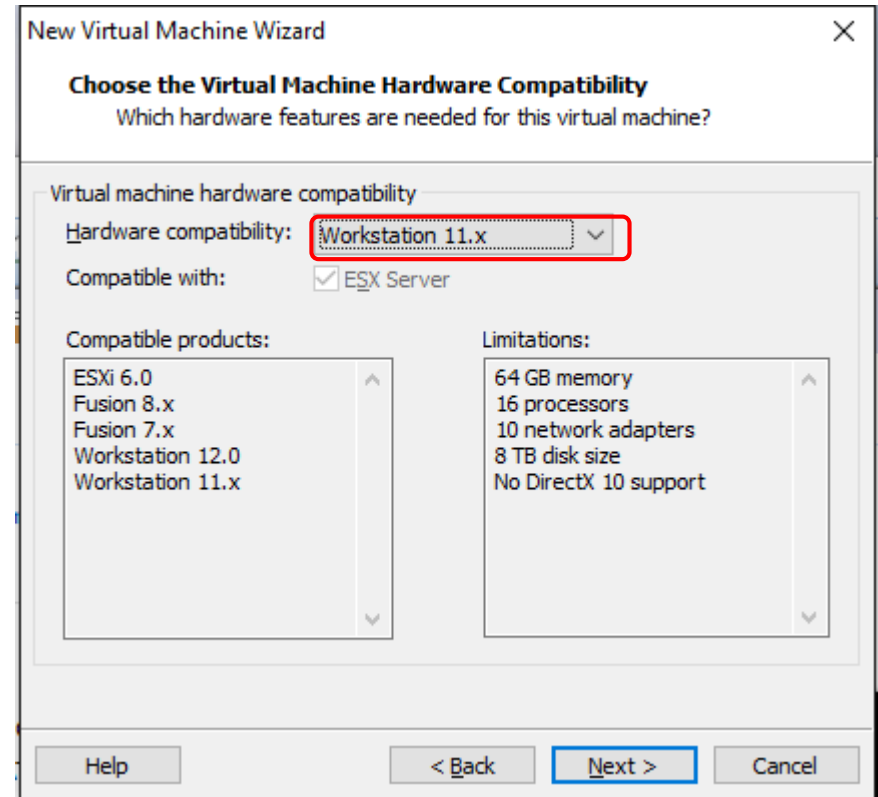 New Virtual Machine Wizard
Choose the Virtual Machine Hardware Compatibility
Which hardware features are needed for this virtual machine?
Virtual machine hardware compatibility
Hardware compatibility: Workstation 11.x
Compatible with: ESX Server
Compatible products:
ESXi 6.0
Fusion 8.x
Fusion 7.x
Workstation 12.0
Workstation 11.x
Limitations:
64 GB memory
16 processors
10 network adapters
8 TB disk size
No DirectX 10 support
Help < Back Next > Cancel